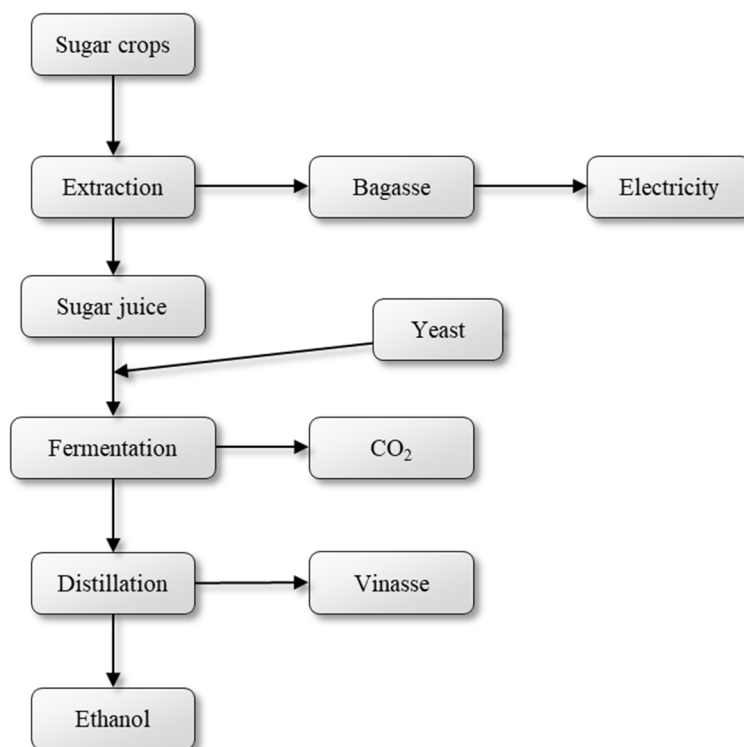 Sugar crops
Extraction
Bagasse
Electricity
Sugar juice
Yeast
Fermentation
CO₂
Distillation
Vinasse
Ethanol